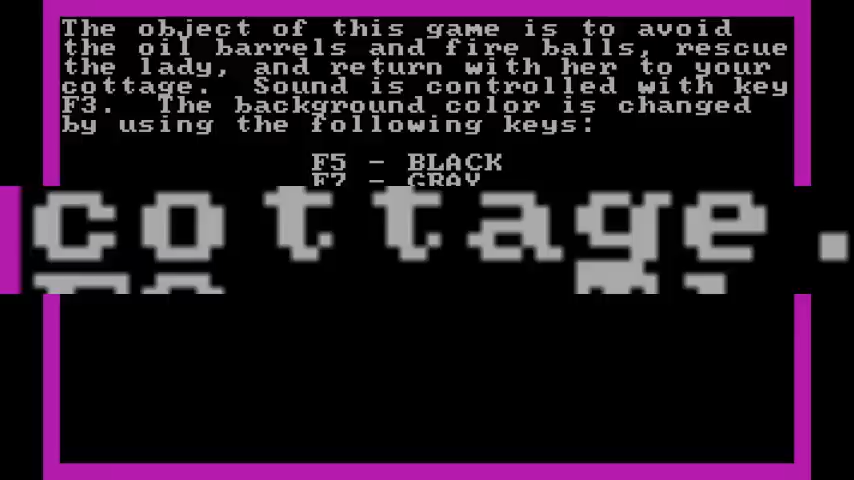 The object of this game is to avoid
the oil barrels and fire balls, rescue
the lady, and return with her to your
cottage.  Sound is controlled with key
F3.  The background color is changed
by using the following keys:
F5 - BLACK
F7 - GRAY
cottage.